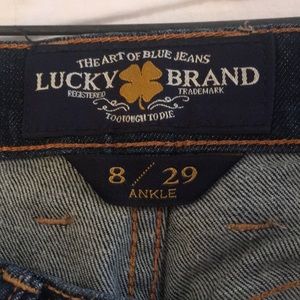 THE ART OF BLUE JEANS
LUCKY BRAND
REGISTERED TRADEMARK
TOO TOUGH TO DIE
8 29
ANKLE